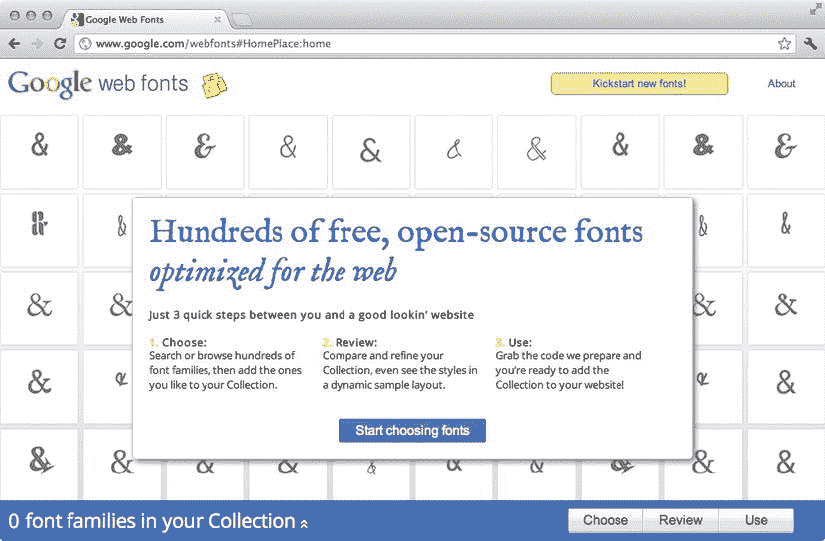 Google Web Fonts
www.google.com/webfonts#HomePlace:home
Google web fonts
Kickstart new fonts!
About
& & & & & & & & & &
Hundreds of free, open-source fonts
optimized for the web
Just 3 quick steps between you and a good lookin’ website
1. Choose:
Search or browse hundreds of
font families, then add the ones
you like to your Collection.
2. Review:
Compare and refine your
Collection, even see the styles in
a dynamic sample layout.
3. Use:
Grab the code we prepare and
you’re ready to add the
Collection to your website!
Start choosing fonts
0 font families in your Collection
Choose
Review
Use